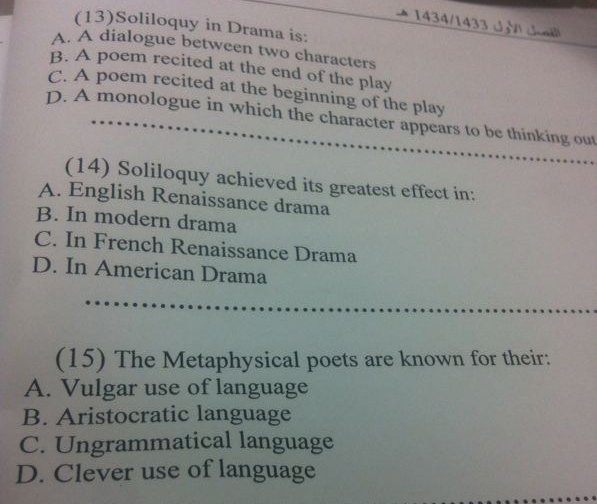 الفصل الأول 1434/1433 هـ
(13)Soliloquy in Drama is:
A. A dialogue between two characters
B. A poem recited at the end of the play
C. A poem recited at the beginning of the play
D. A monologue in which the character appears to be thinking out
(14) Soliloquy achieved its greatest effect in:
A. English Renaissance drama
B. In modern drama
C. In French Renaissance Drama
D. In American Drama
(15) The Metaphysical poets are known for their:
A. Vulgar use of language
B. Aristocratic language
C. Ungrammatical language
D. Clever use of language